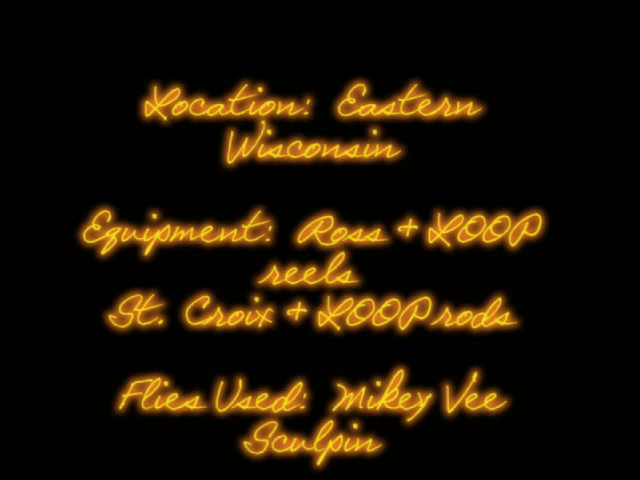 Location: Eastern
Wisconsin
Equipment: Ross + LOOP
reels
St. Croix + LOOP rods
Flies Used: Mikey Vee
Sculpin